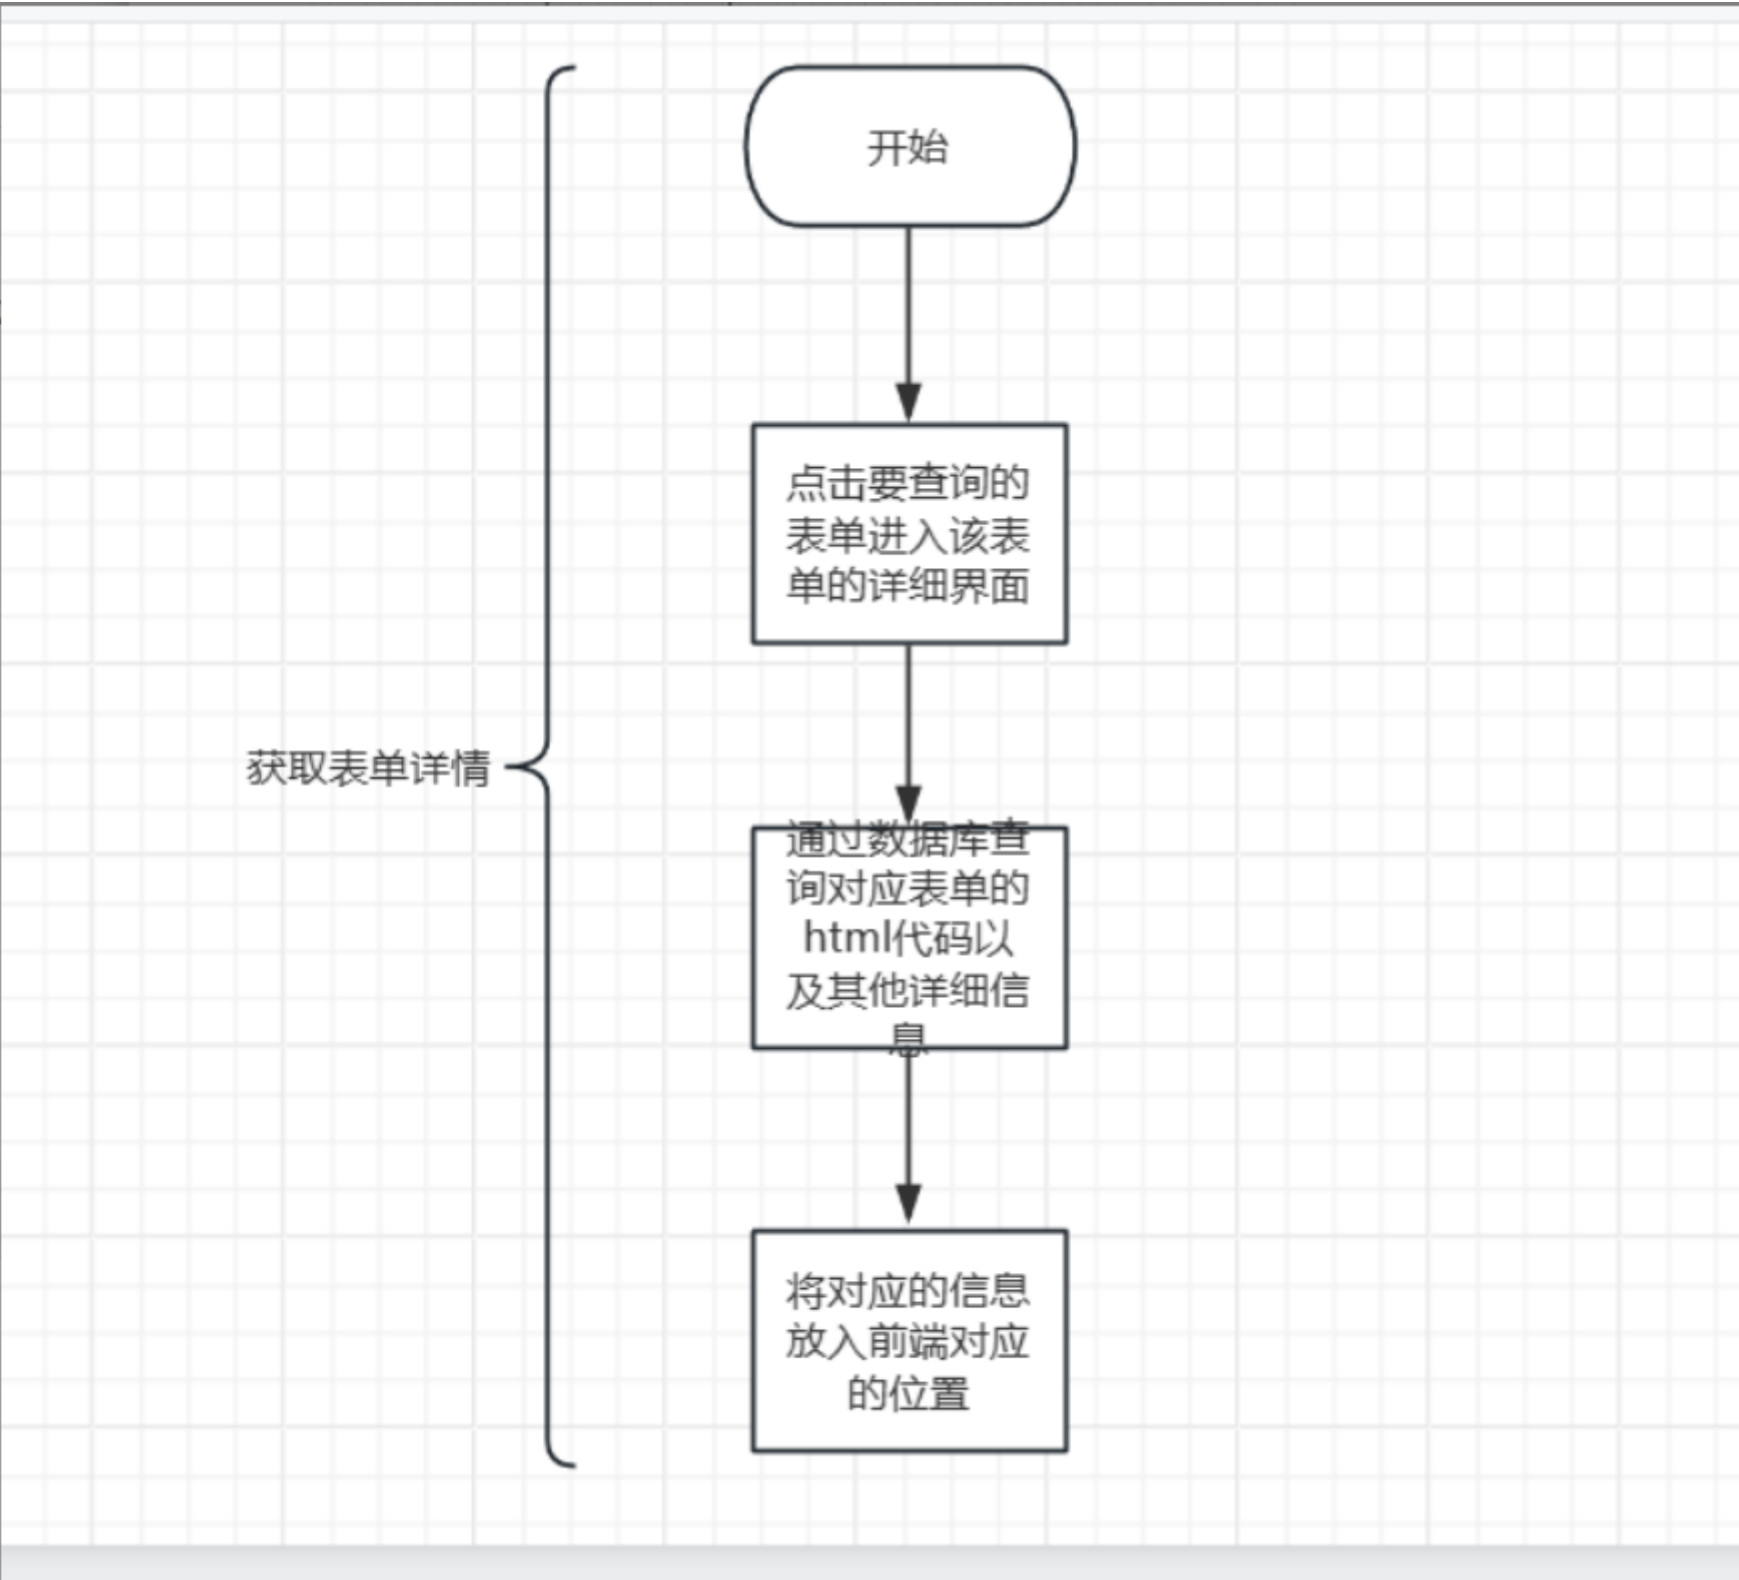 开始
点击要查询的
表单进入该表
单的详细界面
获取表单详情
通过数据库查
询对应表单的
html代码以
及其他详细信
息
将对应的信息
放入前端对应
的位置